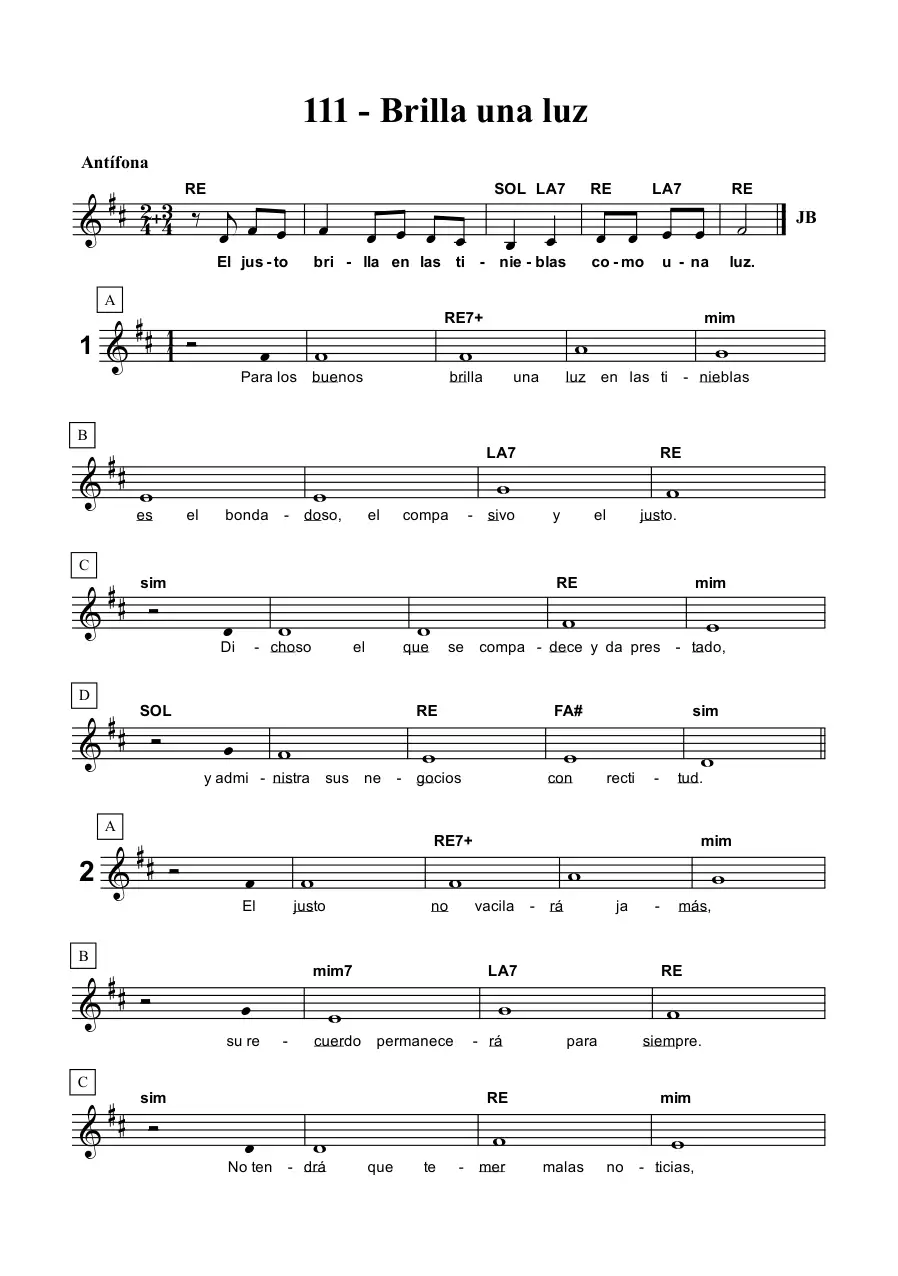 111 - Brilla una luz
Antífona
RE SOL LA7 RE LA7 RE
2+3 JB
4 4
El jus - to bri - lla en las ti - nie - blas co - mo u - na luz.
A
RE7+ mim
1
Para los buenos brilla una luz en las ti - nieblas
B
LA7 RE
es el bonda - doso, el compa - sivo y el justo.
C
sim RE mim
Di - choso el que se compa - dece y da pres - tado,
D
SOL RE FA# sim
y admi - nistra sus ne - gocios con recti - tud.
A
RE7+ mim
2
El justo no vacila - rá ja - más,
B
mim7 LA7 RE
su re - cuerdo permanece - rá para siempre.
C
sim RE mim
No ten - drá que te - mer malas no - ticias,